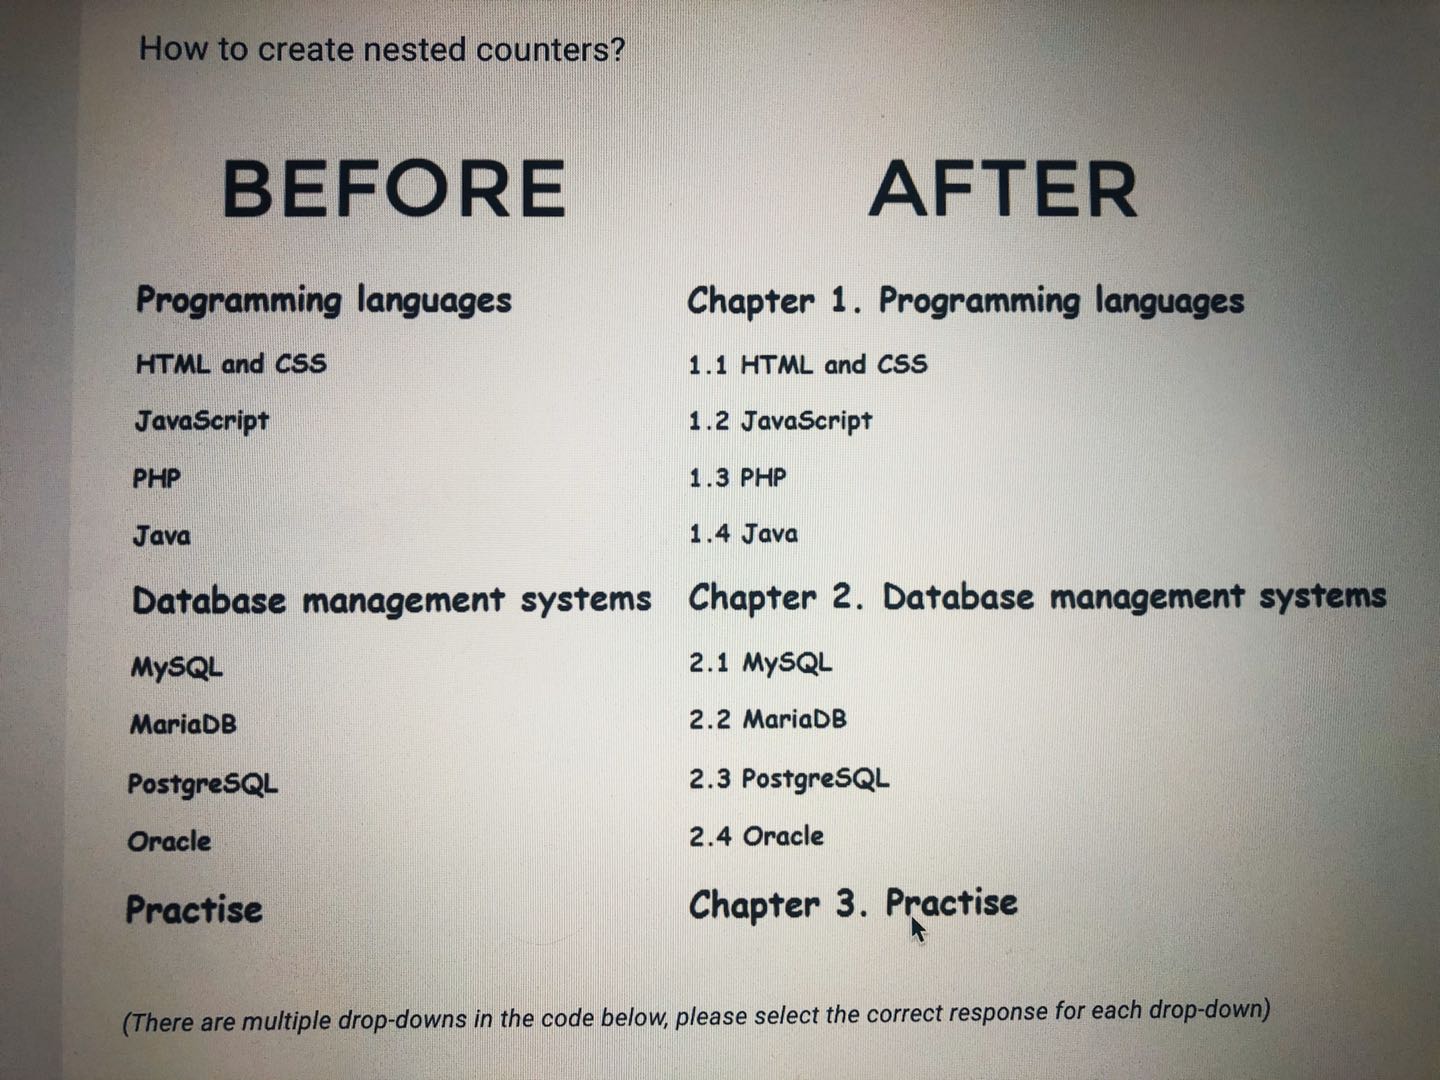 How to create nested counters?
BEFORE
Programming languages
HTML and CSS
JavaScript
PHP
Java
Database management systems
MySQL
MariaDB
PostgreSQL
Oracle
Practise
AFTER
Chapter 1. Programming languages
1.1 HTML and CSS
1.2 JavaScript
1.3 PHP
1.4 Java
Chapter 2. Database management systems
2.1 MySQL
2.2 MariaDB
2.3 PostgreSQL
2.4 Oracle
Chapter 3. Practise
(There are multiple drop-downs in the code below, please select the correct response for each drop-down)